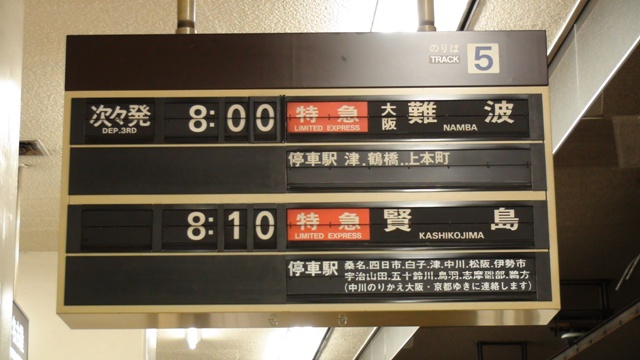 のりば
TRACK 5
次々発 8:00 特急 大阪難波
DEP.3RD LIMITED EXPRESS NAMBA
停車駅 津.鶴橋..上本町
8:10 特急 賢島
LIMITED EXPRESS KASHIKOJIMA
停車駅 桑名.四日市.白子.津.中川.松阪.伊勢市
宇治山田.五十鈴川.鳥羽.志摩磯部.鵜方
(中川のりかえ大阪・京都ゆきに連絡します)